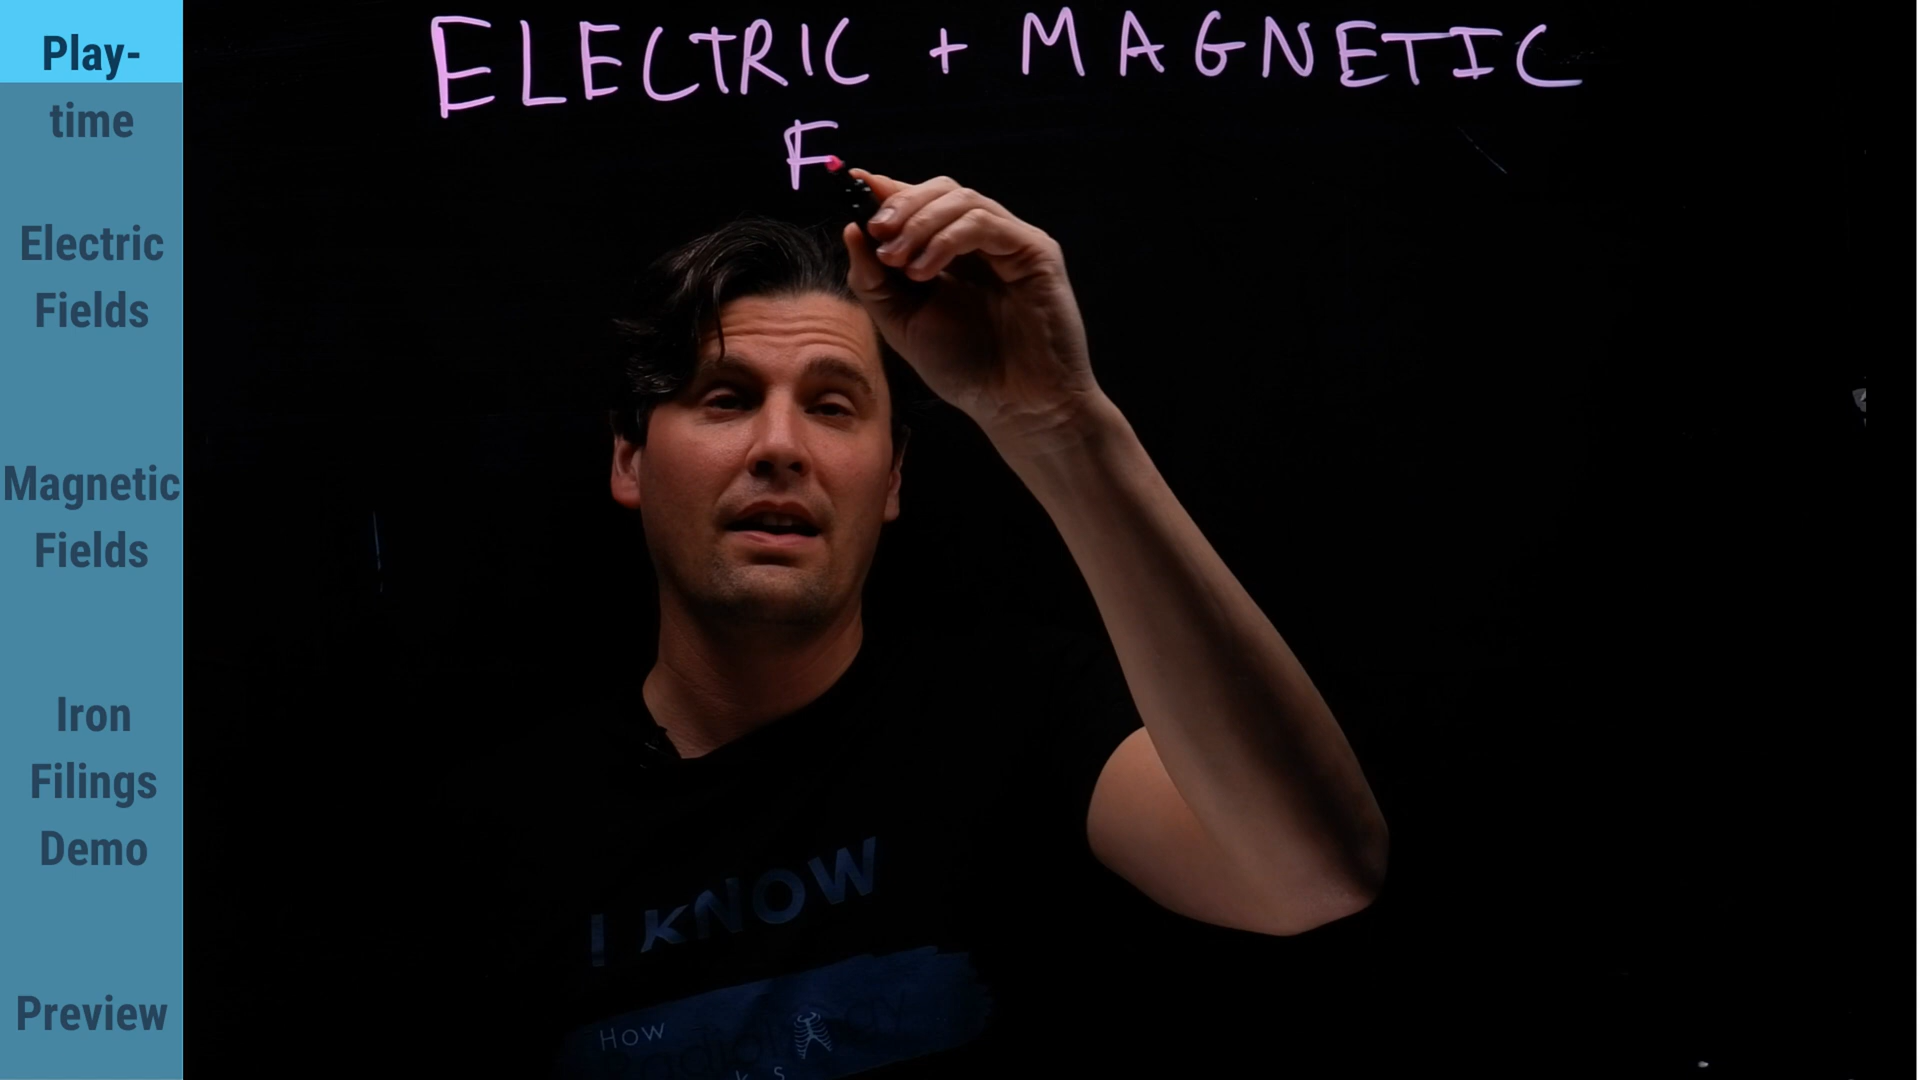 Play-
time
Electric
Fields
Magnetic
Fields
Iron
Filings
Demo
Preview
ELECTRIC + MAGNETIC
F
I KNOW
How